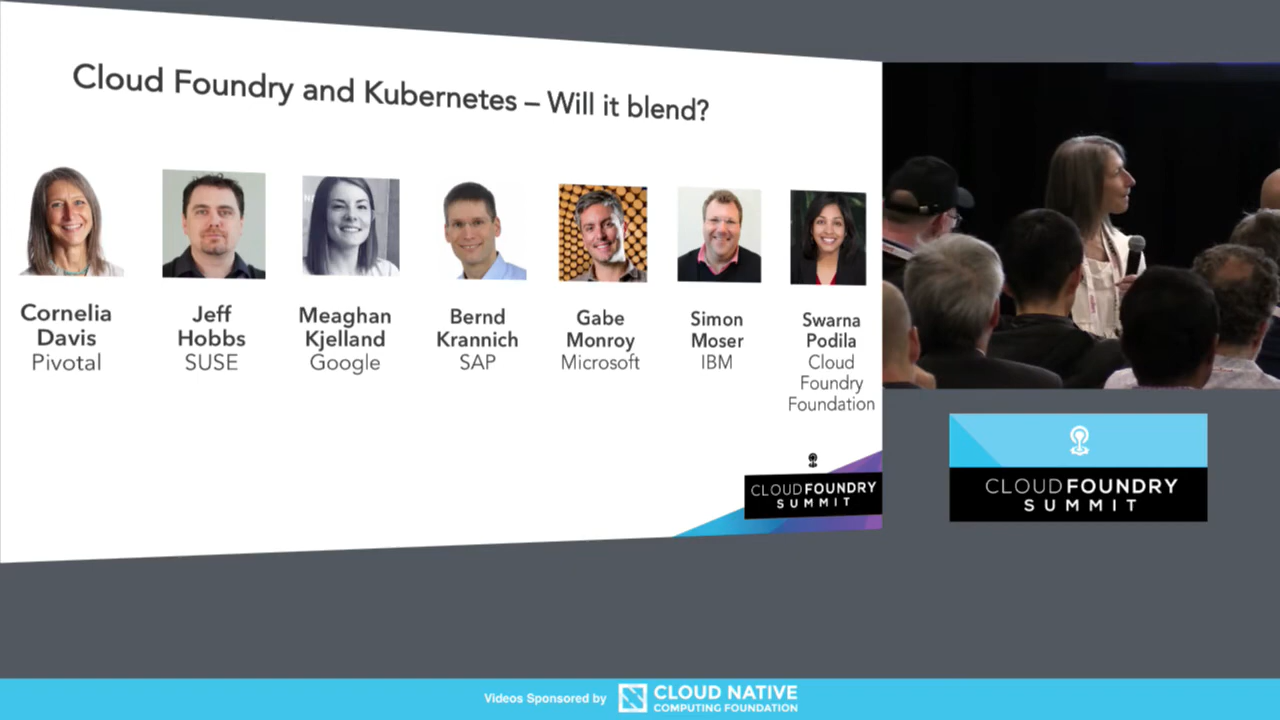 Cloud Foundry and Kubernetes – Will it blend?
Cornelia
Davis
Pivotal
Jeff
Hobbs
SUSE
Meaghan
Kjelland
Google
Bernd
Krannich
SAP
Gabe
Monroy
Microsoft
Simon
Moser
IBM
Swarna
Podila
Cloud
Foundry
Foundation
CLOUDFOUNDRY
SUMMIT
CLOUDFOUNDRY
SUMMIT
Videos Sponsored by
CLOUD NATIVE
COMPUTING FOUNDATION